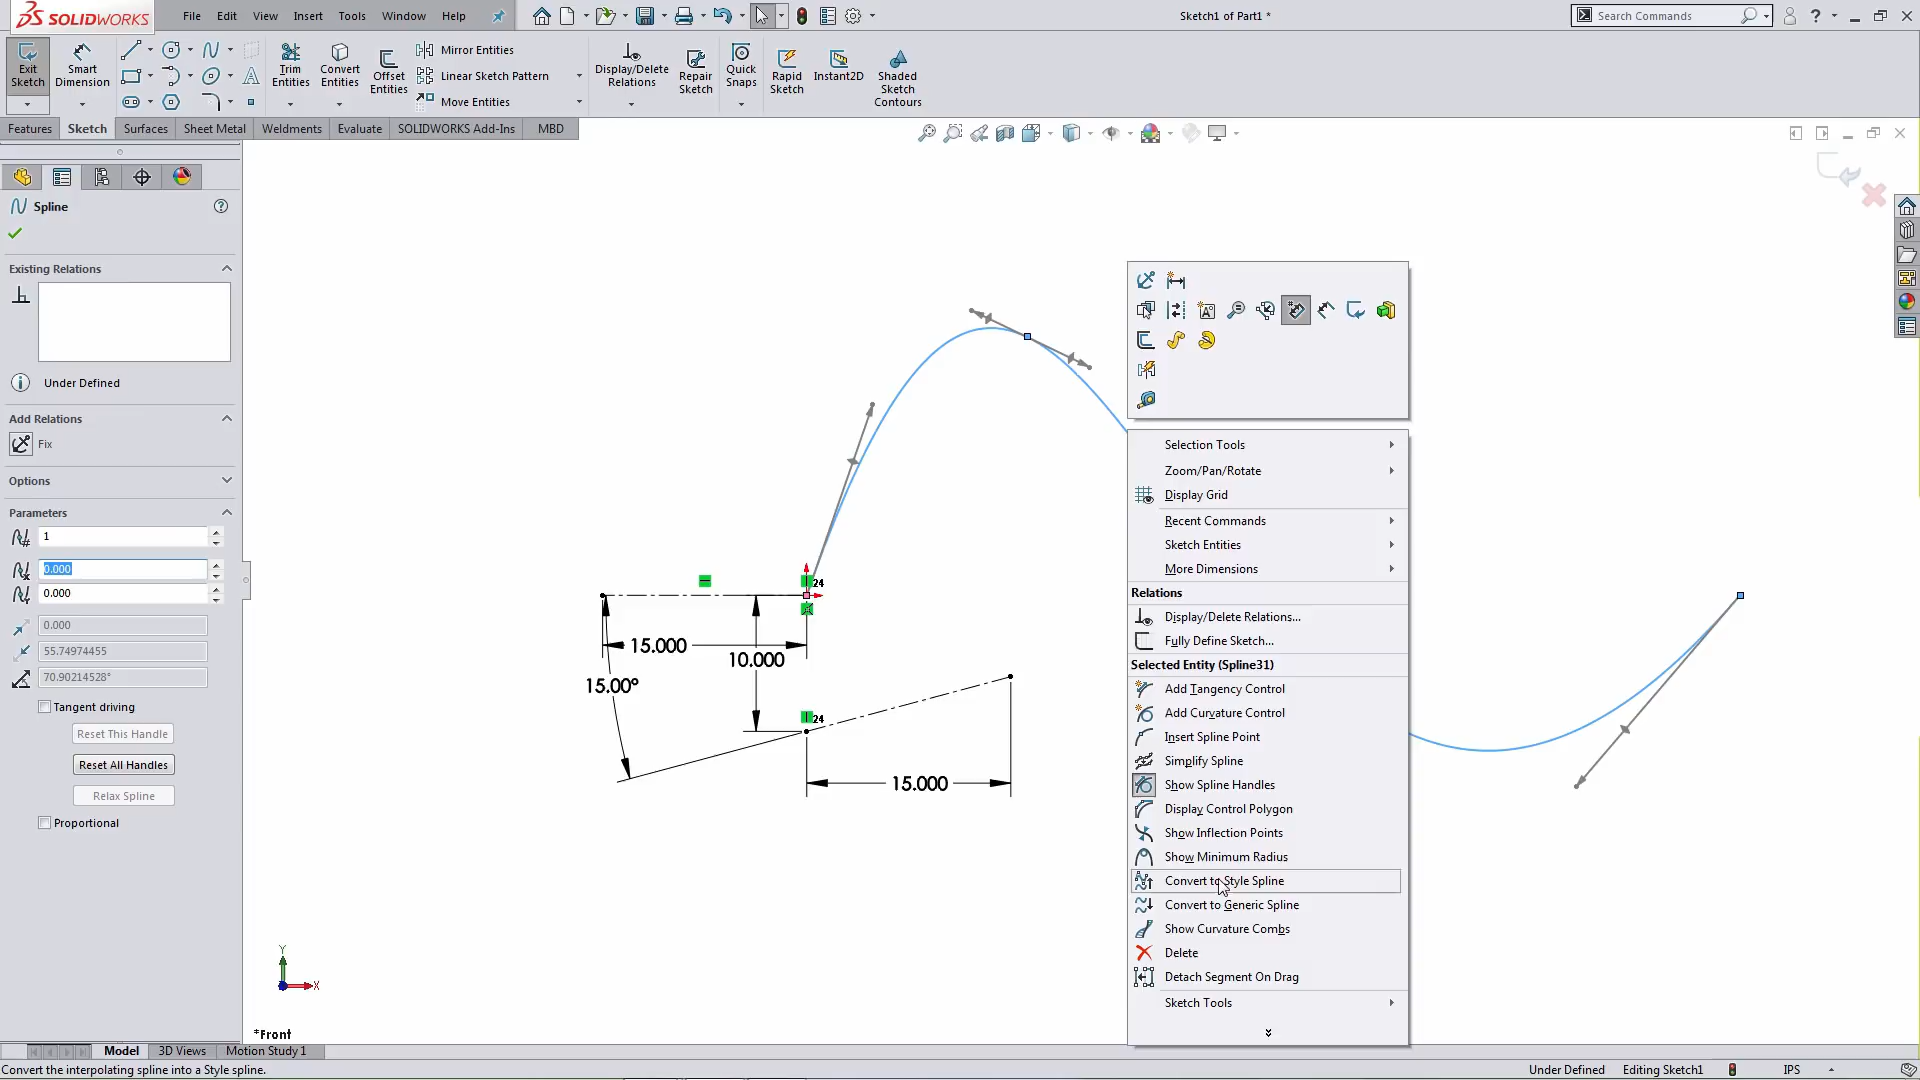 SOLIDWORKS
File Edit View Insert Tools Window Help
Sketch1 of Part1 *
Search Commands
Exit Sketch
Smart Dimension
Trim Entities
Convert Entities
Offset Entities
Mirror Entities
Linear Sketch Pattern
Move Entities
Display/Delete Relations
Repair Sketch
Quick Snaps
Rapid Sketch
Instant2D
Shaded Sketch Contours
Features Sketch Surfaces Sheet Metal Weldments Evaluate SOLIDWORKS Add-Ins MBD
Spline
Existing Relations
Under Defined
Add Relations
Fix
Options
Parameters
1
0.000
0.000
0.000
55.74974455
70.90214528°
Tangent driving
Reset This Handle
Reset All Handles
Relax Spline
Proportional
24
15.000
10.000
15.00°
24
15.000
Y
X
*Front
Selection Tools
Zoom/Pan/Rotate
Display Grid
Recent Commands
Sketch Entities
More Dimensions
Relations
Display/Delete Relations...
Fully Define Sketch...
Selected Entity (Spline31)
Add Tangency Control
Add Curvature Control
Insert Spline Point
Simplify Spline
Show Spline Handles
Display Control Polygon
Show Inflection Points
Show Minimum Radius
Convert to Style Spline
Convert to Generic Spline
Show Curvature Combs
Delete
Detach Segment On Drag
Sketch Tools
Model 3D Views Motion Study 1
Convert the interpolating spline into a Style spline.
Under Defined Editing Sketch1 IPS